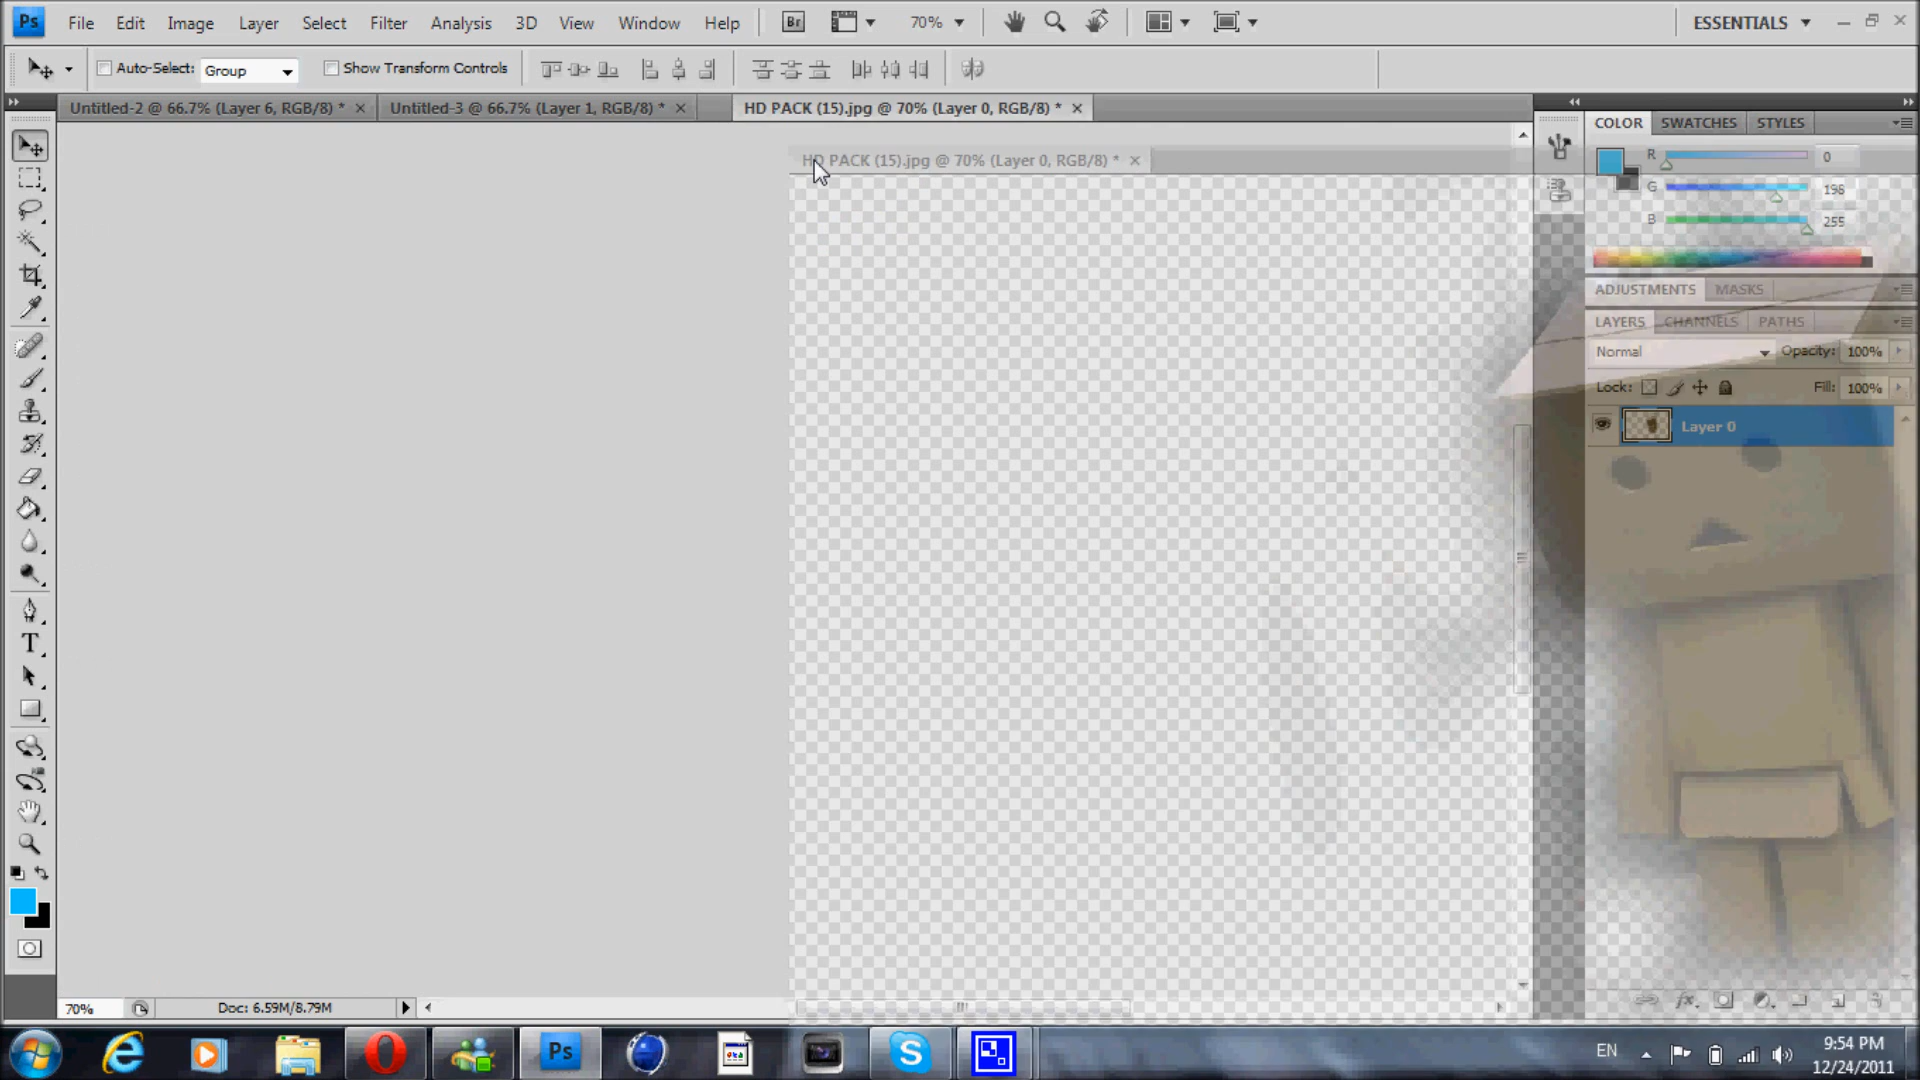 Ps File Edit Image Layer Select Filter Analysis 3D View Window Help Br 70% ESSENTIALS
Auto-Select: Group Show Transform Controls
Untitled-2 @ 66.7% (Layer 6, RGB/8) * Untitled-3 @ 66.7% (Layer 1, RGB/8) * HD PACK (15).jpg @ 70% (Layer 0, RGB/8) *
HD PACK (15).jpg @ 70% (Layer 0, RGB/8) *
COLOR SWATCHES STYLES
R 0
G 198
B 255
ADJUSTMENTS MASKS
LAYERS CHANNELS PATHS
Normal Opacity: 100%
Lock: Fill: 100%
Layer 0
T
fx
70% Doc: 6.59M/8.79M
Ps EN 9:54 PM
12/24/2011